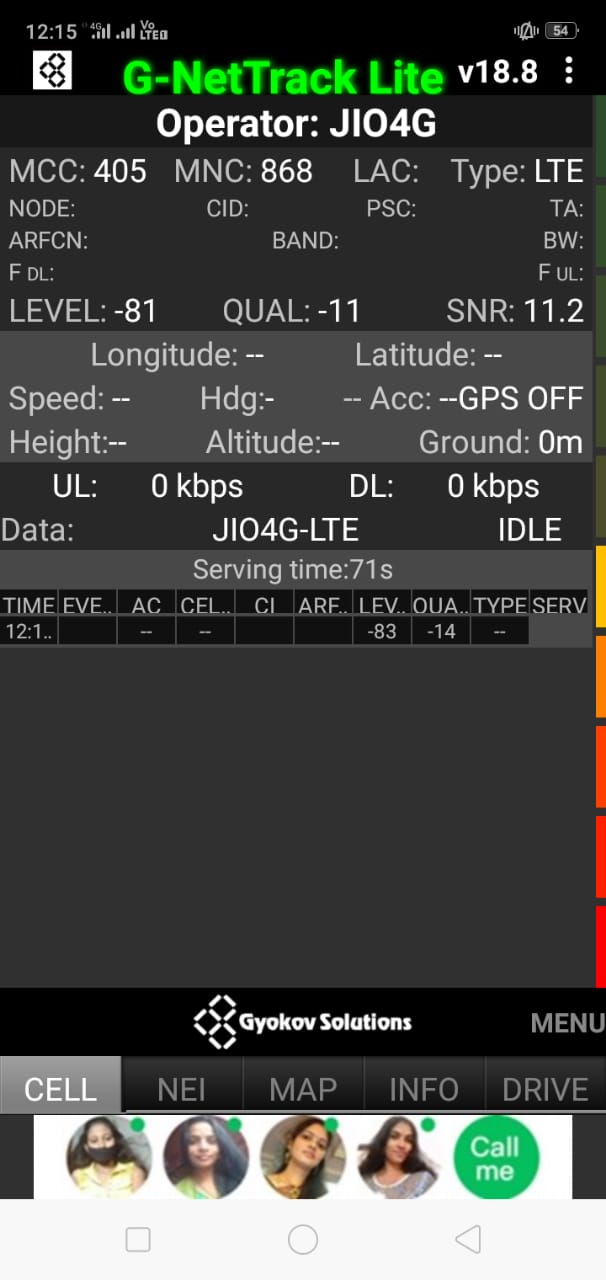 12:15 4G Vo LTE 54
G-NetTrack Lite v18.8
Operator: JIO4G
MCC: 405 MNC: 868 LAC: Type: LTE
NODE: CID: PSC: TA:
ARFCN: BAND: BW:
F DL: F UL:
LEVEL: -81 QUAL: -11 SNR: 11.2
Longitude: -- Latitude: --
Speed: -- Hdg:- -- Acc: --GPS OFF
Height:-- Altitude:-- Ground: 0m
UL: 0 kbps DL: 0 kbps
Data: JIO4G-LTE IDLE
Serving time:71s
TIME EVE.. AC CEL.. CI ARF.. LEV.. QUA.. TYPE SERV
12:1.. -- -- -83 -14 --
Gyokov Solutions MENU
CELL NEI MAP INFO DRIVE
Call
me